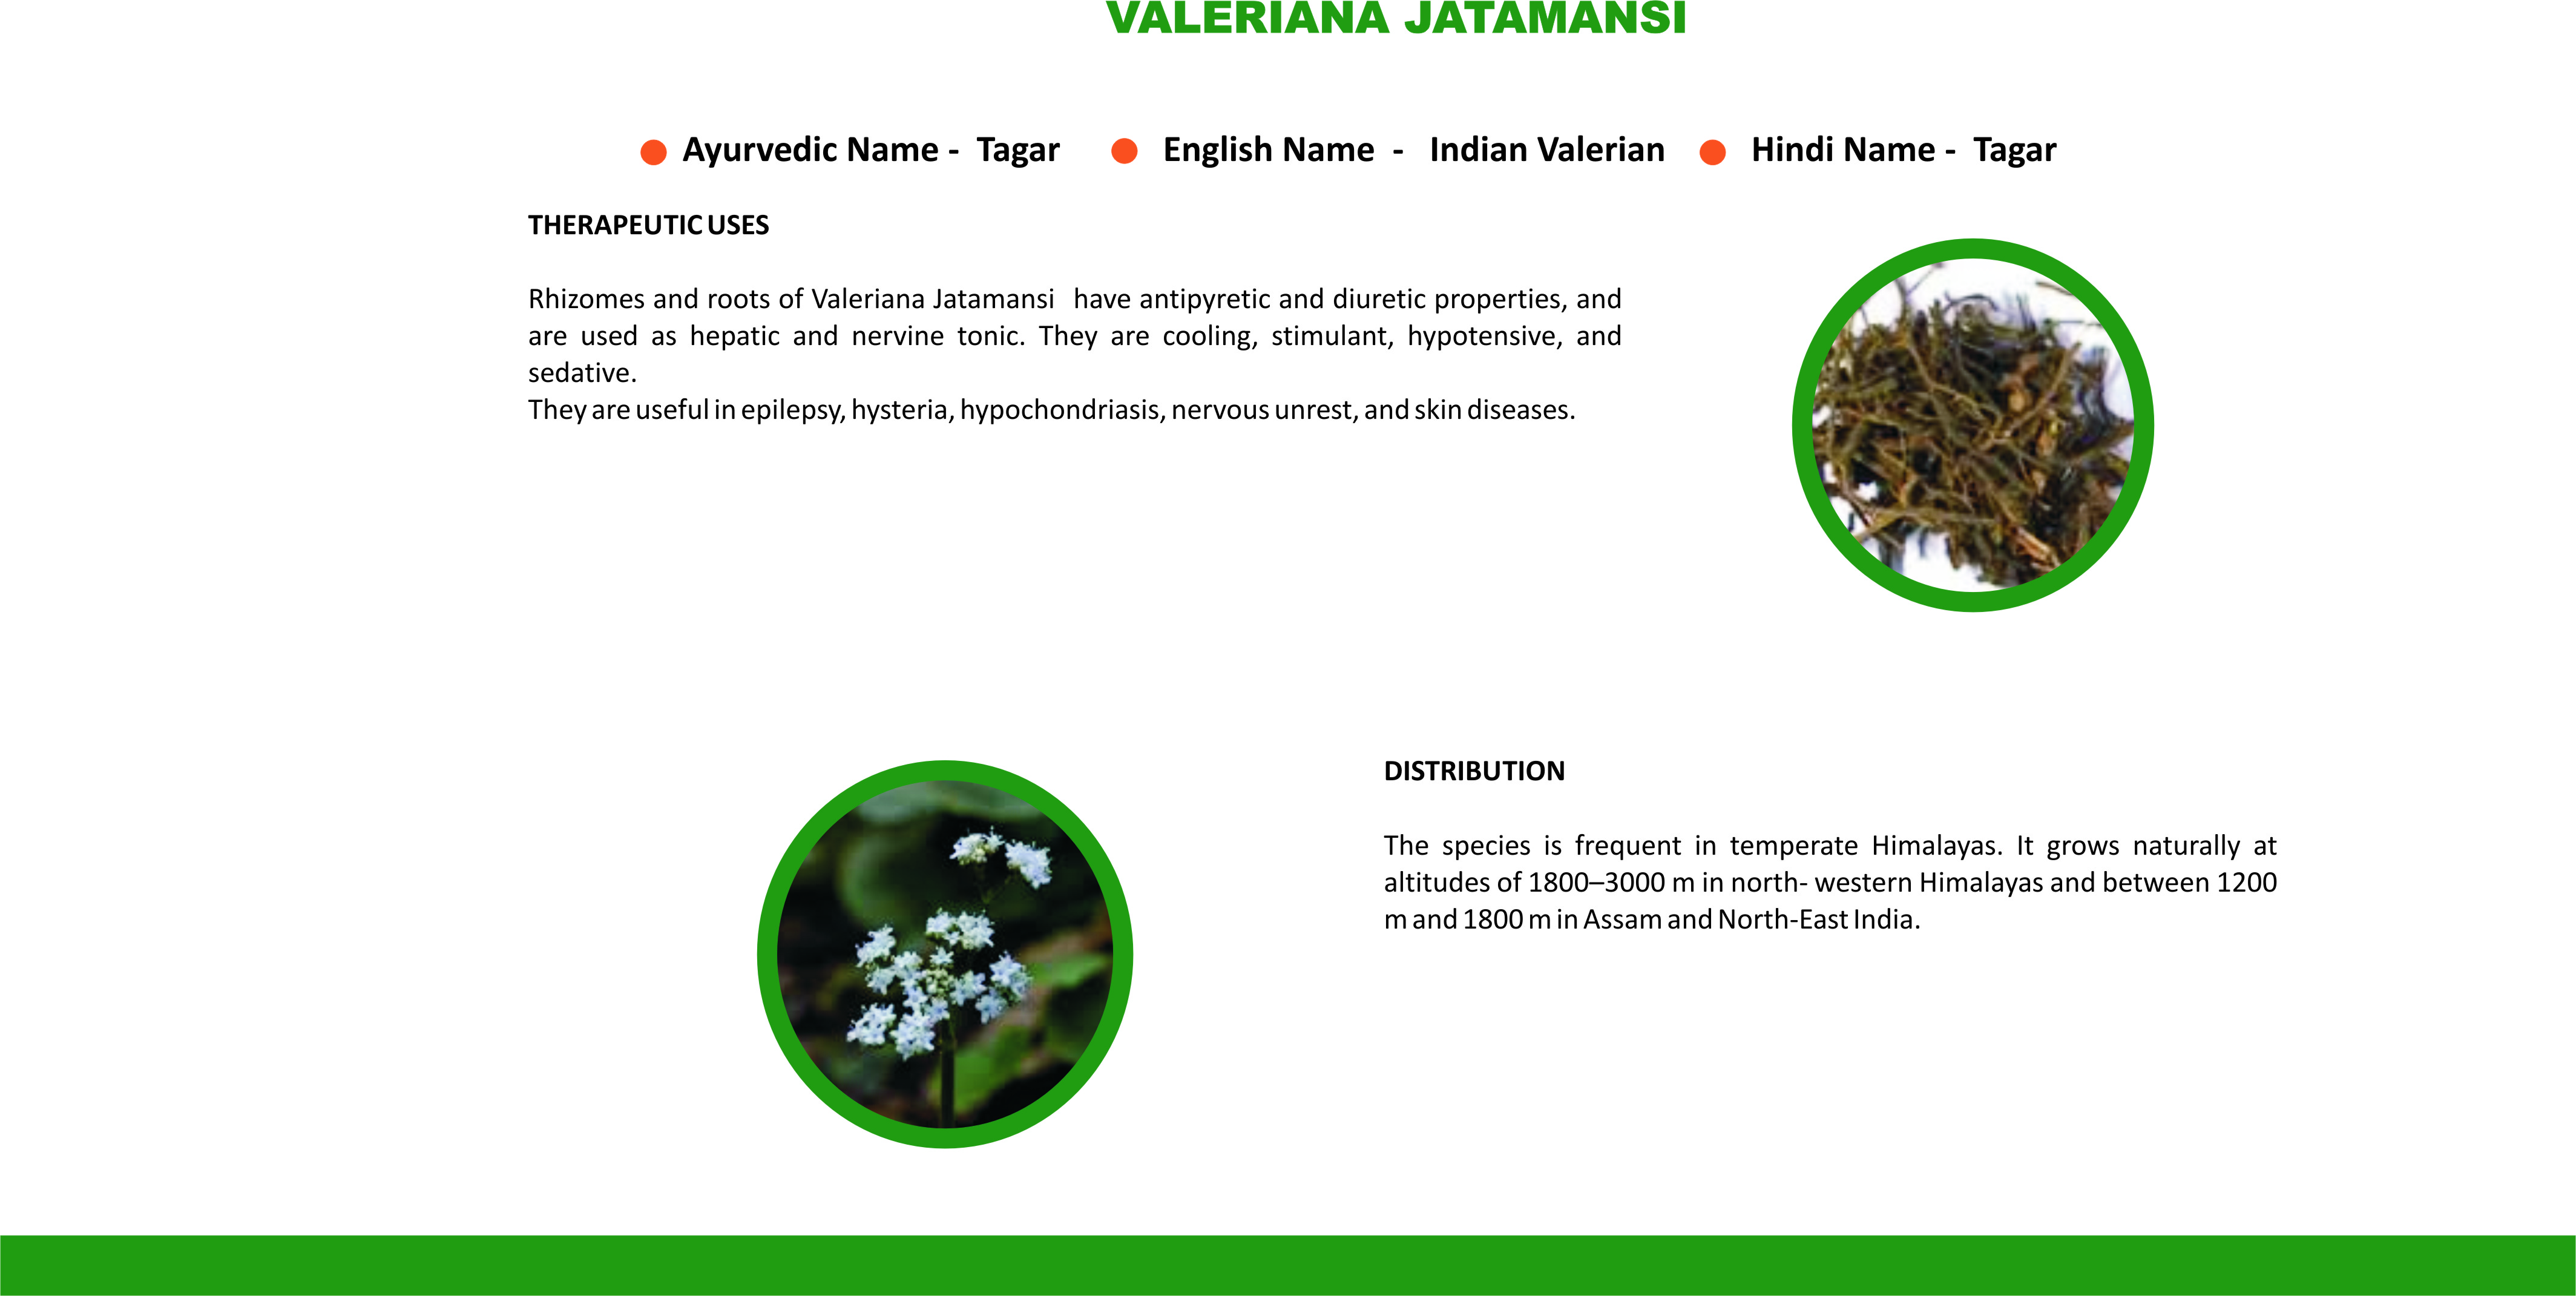 VALERIANA JATAMANSI
Ayurvedic Name - Tagar English Name - Indian Valerian Hindi Name - Tagar
THERAPEUTIC USES
Rhizomes and roots of Valeriana Jatamansi have antipyretic and diuretic properties, and
are used as hepatic and nervine tonic. They are cooling, stimulant, hypotensive, and
sedative.
They are useful in epilepsy, hysteria, hypochondriasis, nervous unrest, and skin diseases.
DISTRIBUTION
The species is frequent in temperate Himalayas. It grows naturally at
altitudes of 1800–3000 m in north- western Himalayas and between 1200
m and 1800 m in Assam and North-East India.